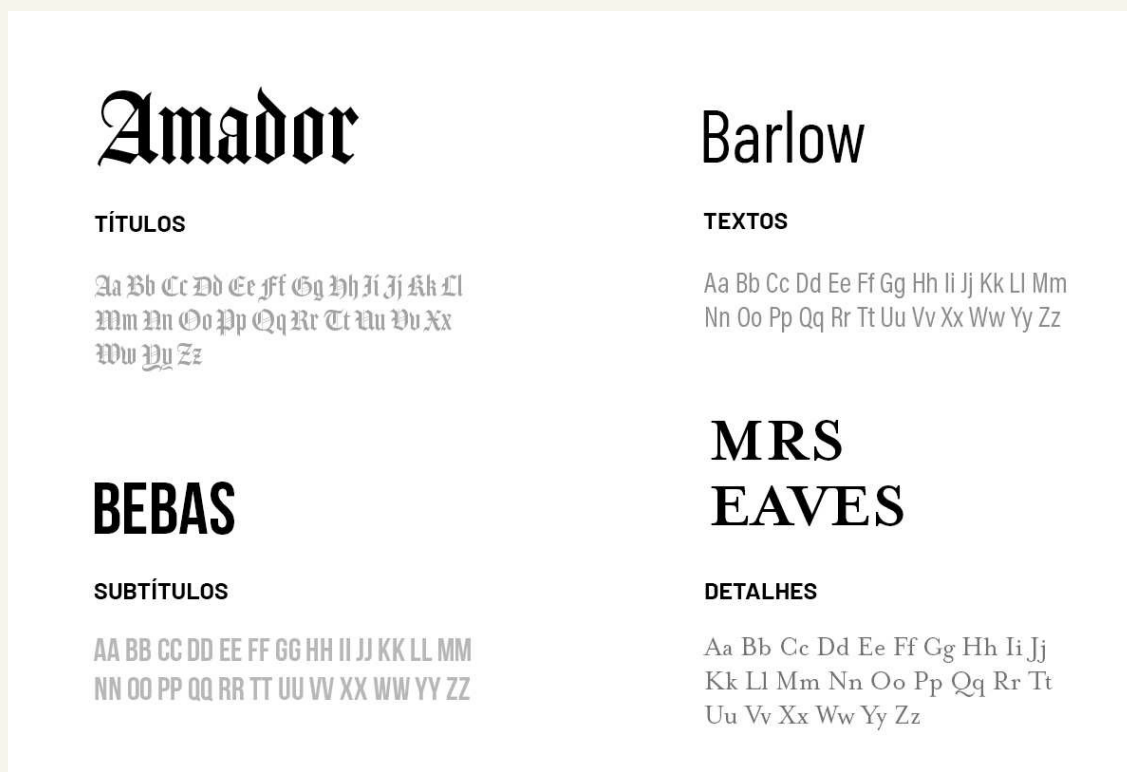 Amador
TÍTULOS
Aa Bb Cc Dd Ee Ff Gg Hh Ii Jj Kk Ll
Mm Nn Oo Pp Qq Rr Tt Uu Vv Xx
Ww Yy Zz
BEBAS
SUBTÍTULOS
AA BB CC DD EE FF GG HH II JJ KK LL MM
NN OO PP QQ RR TT UU VV XX WW YY ZZ
Barlow
TEXTOS
Aa Bb Cc Dd Ee Ff Gg Hh Ii Jj Kk Ll Mm
Nn Oo Pp Qq Rr Tt Uu Vv Xx Ww Yy Zz
MRS
EAVES
DETALHES
Aa Bb Cc Dd Ee Ff Gg Hh Ii Jj
Kk Ll Mm Nn Oo Pp Qq Rr Tt
Uu Vv Xx Ww Yy Zz